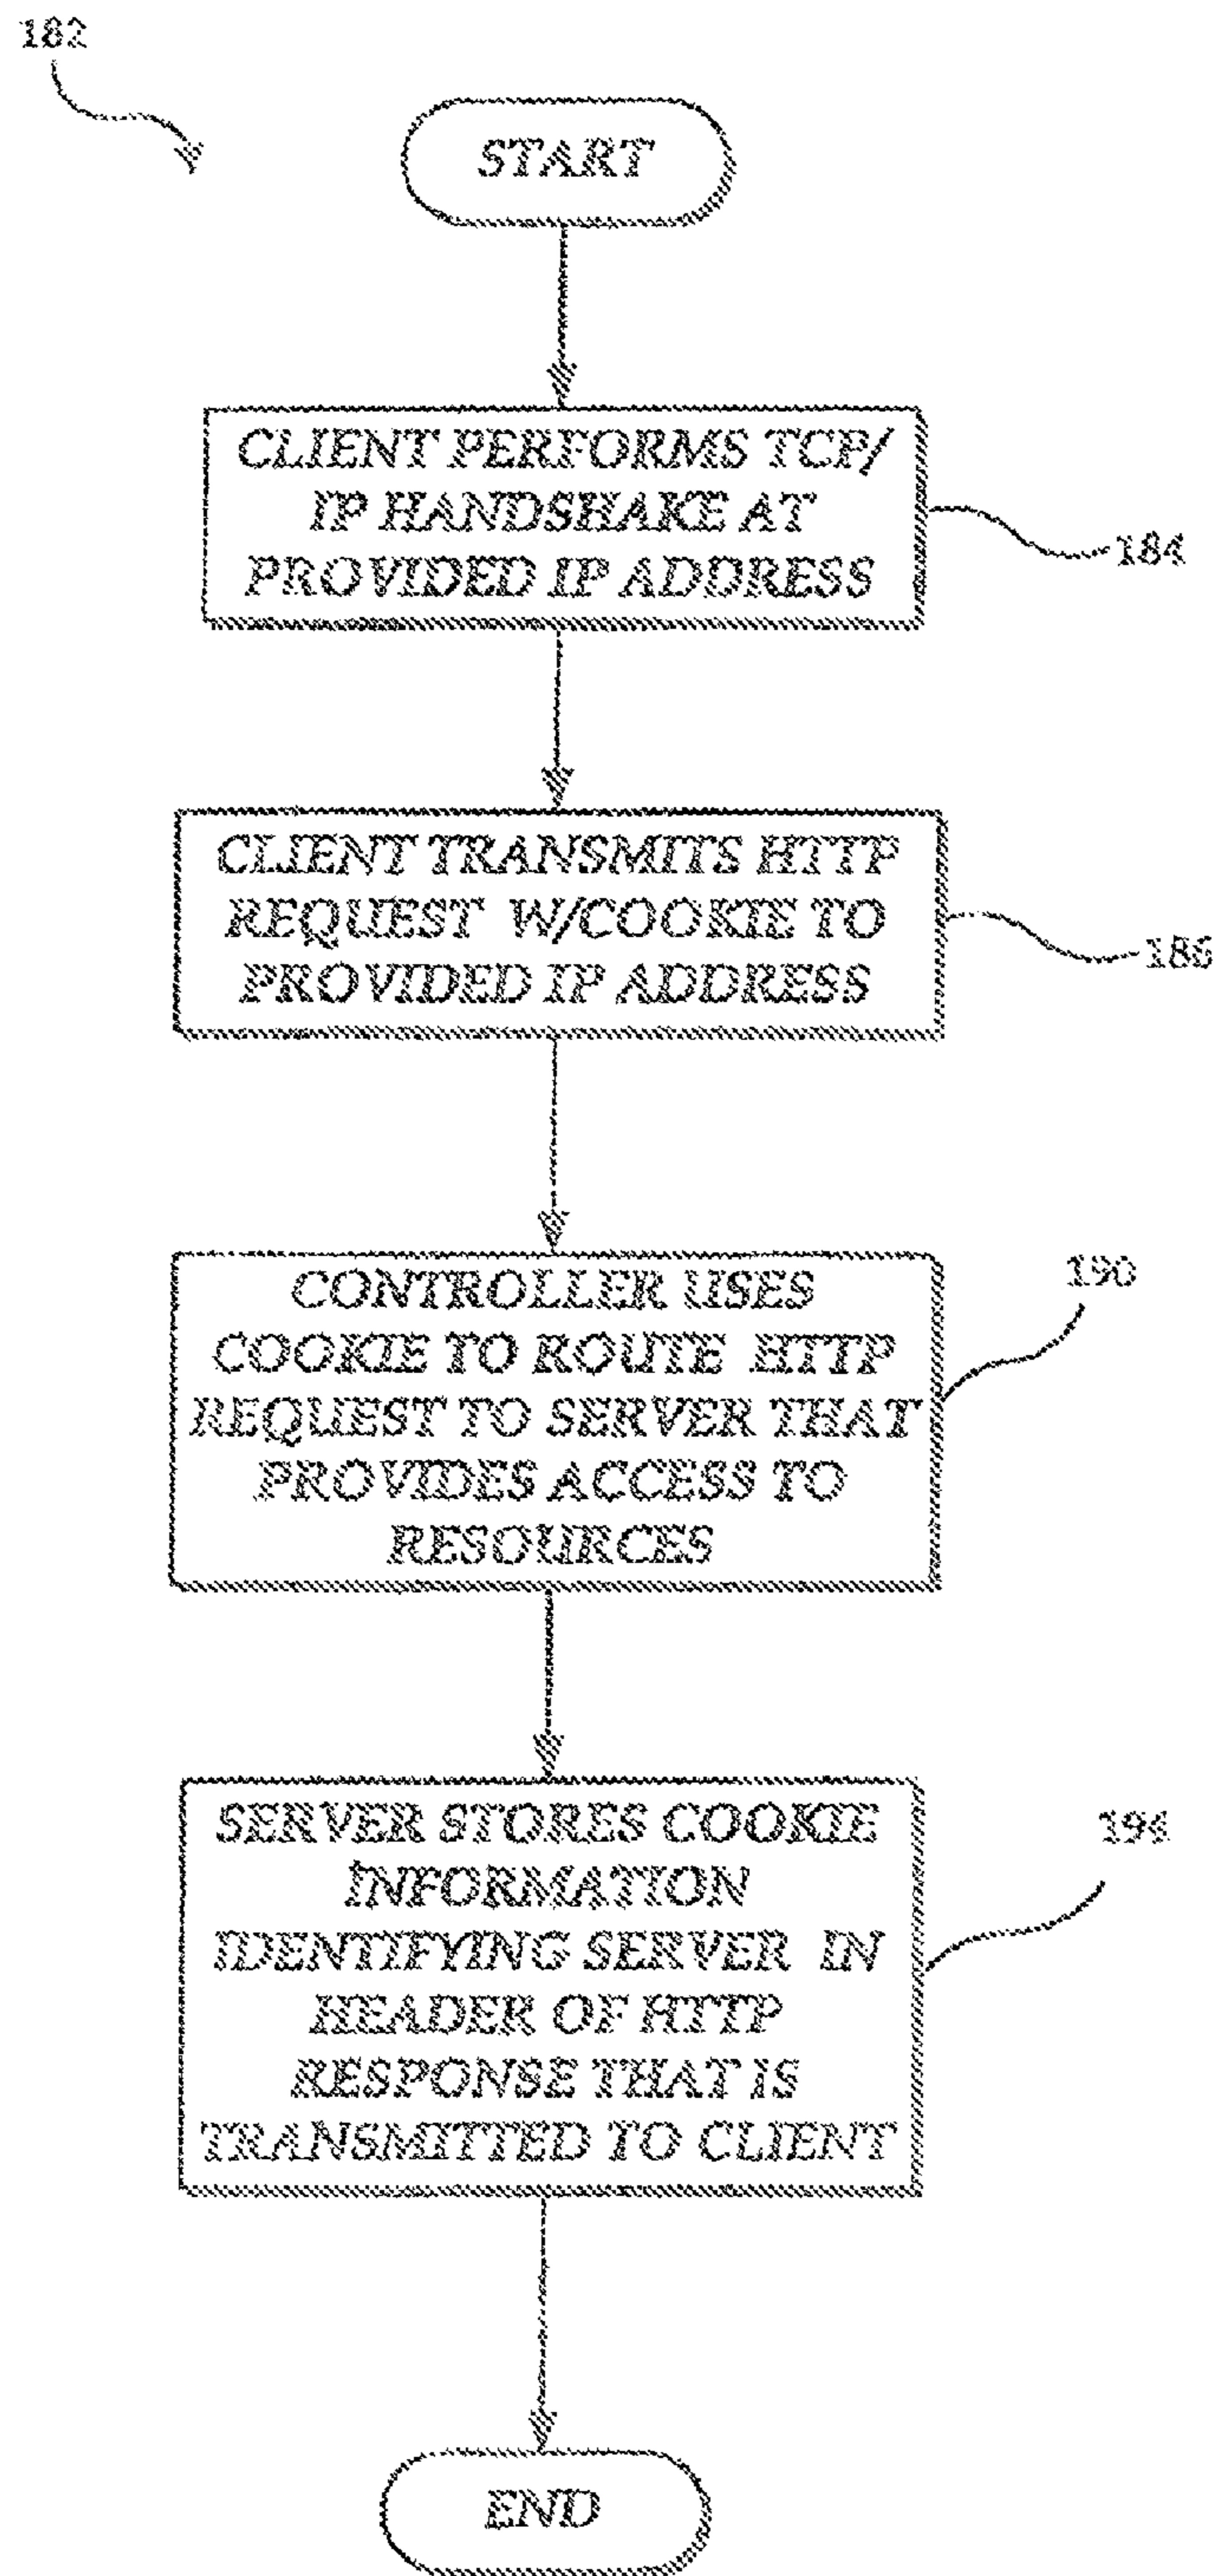 182
START
CLIENT PERFORMS TCP/
IP HANDSHAKE AT
PROVIDED IP ADDRESS
184
CLIENT TRANSMITS HTTP
REQUEST W/COOKIE TO
PROVIDED IP ADDRESS
186
CONTROLLER USES
COOKIE TO ROUTE HTTP
REQUEST TO SERVER THAT
PROVIDES ACCESS TO
RESOURCES
190
SERVER STORES COOKIE
INFORMATION
IDENTIFYING SERVER IN
HEADER OF HTTP
RESPONSE THAT IS
TRANSMITTED TO CLIENT
194
END